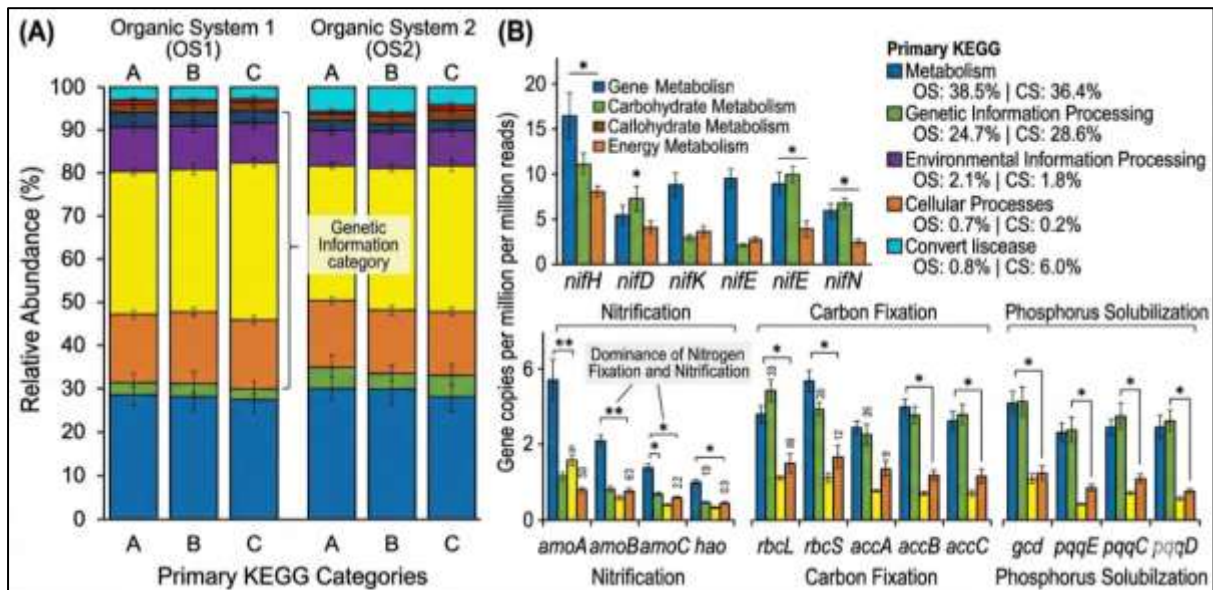 (A)
Organic System 1
(OS1)
Organic System 2
(OS2)
A B C A B C
100
90
80
70
60
50
40
30
20
10
0
Relative Abundance (%)
Genetic
Information
category
A B C A B C
Primary KEGG Categories
(B)
20
15
10
5
0
*
Gene Metabolism
Carbohydrate Metabolism
Callohydrate Metabolism
Energy Metabolism
* * *
nifH nifD nifK nifE nifE nifN
Primary KEGG
Metabolism
OS: 38.5% | CS: 36.4%
Genetic Information Processing
OS: 24.7% | CS: 28.6%
Environmental Information Processing
OS: 2.1% | CS: 1.8%
Cellular Processes
OS: 0.7% | CS: 0.2%
Convert liscease
OS: 0.8% | CS: 6.0%
Gene copies per million per million reads)
Nitrification Carbon Fixation Phosphorus Solubilization
6
2
0
Dominance of Nitrogen
Fixation and Nitrification
** ** * * *
* * * *
* * * *
amoA amoB amoC hao
rbcL rbcS accA accB accC
gcd pqqE pqqC pqqD
Nitrification Carbon Fixation Phosphorus Solubilzation